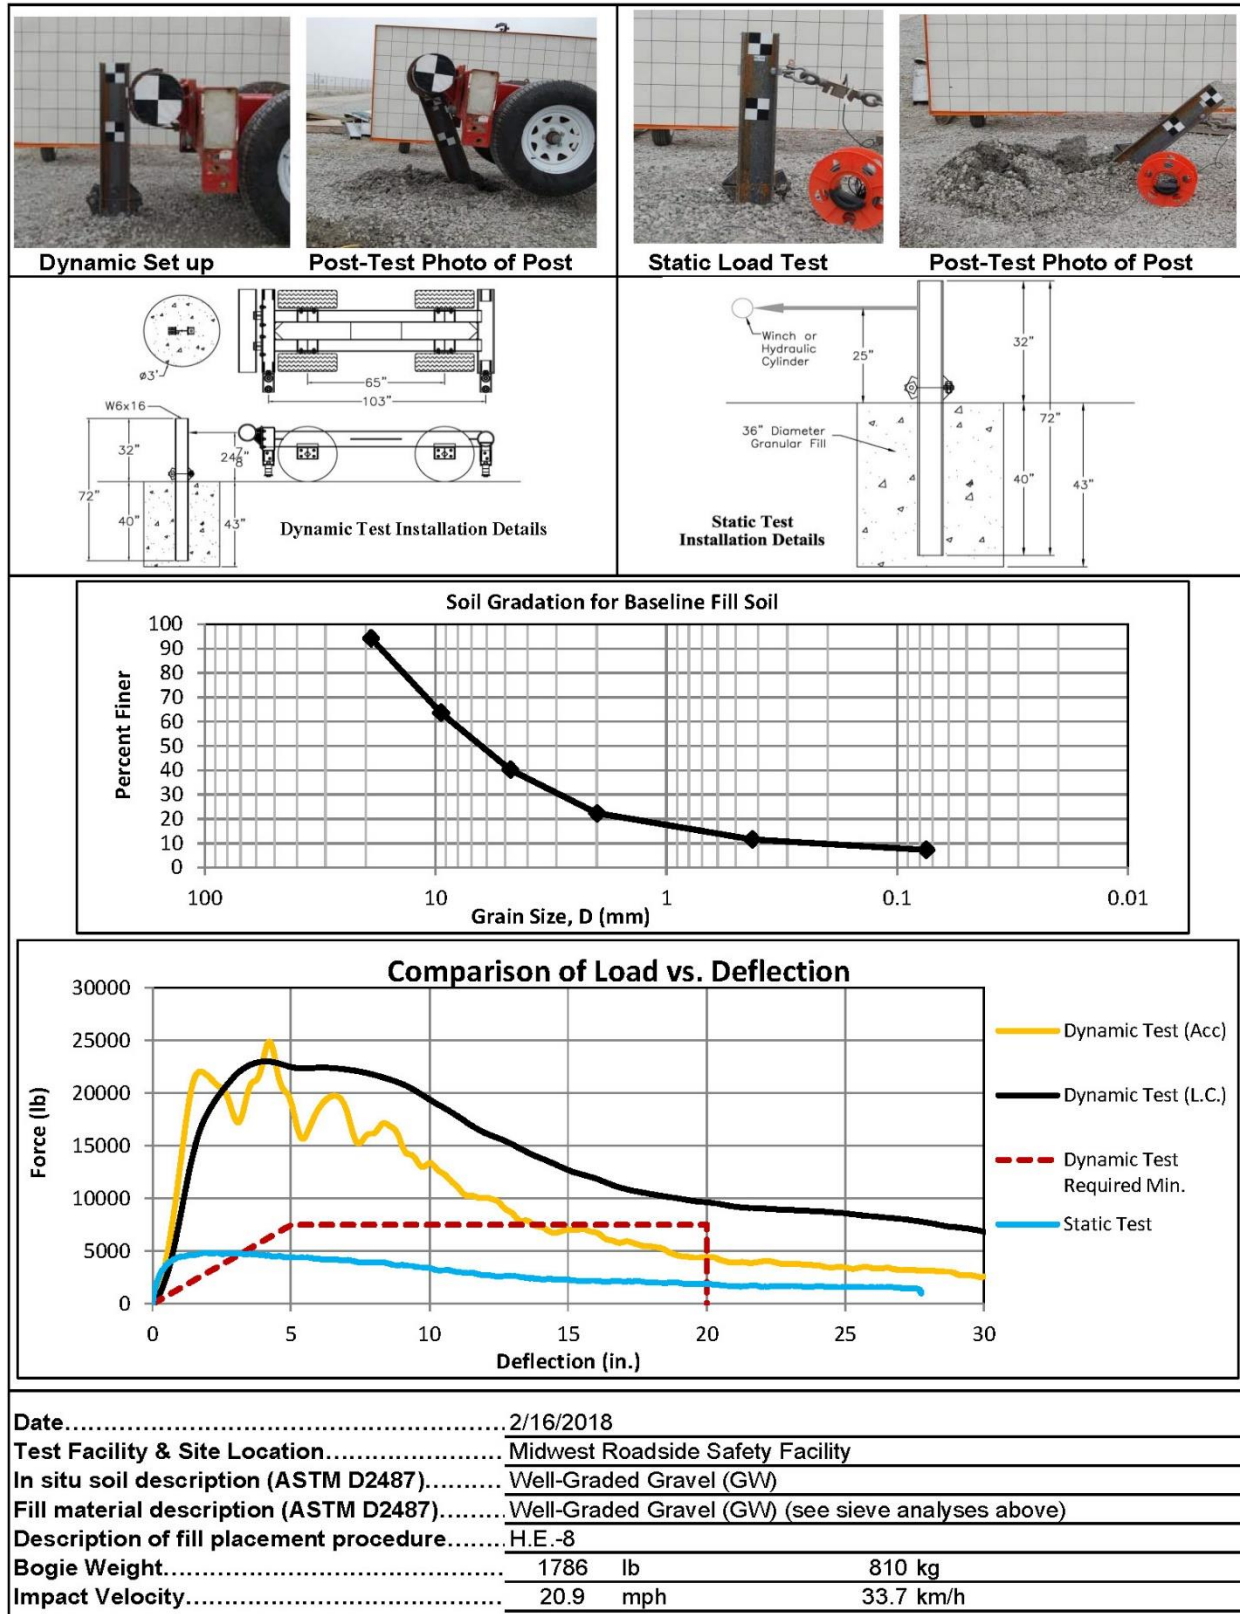 Dynamic Set up
Post-Test Photo of Post
Static Load Test
Post-Test Photo of Post
ø3'
65"
103"
W6x16
32"
24 7/8"
72"
40"
43"
Dynamic Test Installation Details
Winch or
Hydraulic
Cylinder
25"
32"
72"
36" Diameter
Granular Fill
40"
43"
Static Test
Installation Details
Soil Gradation for Baseline Fill Soil
Percent Finer
100
90
80
70
60
50
40
30
20
10
0
100 10 1 0.1 0.01
Grain Size, D (mm)
Comparison of Load vs. Deflection
Force (lb)
30000
25000
20000
15000
10000
5000
0
0 5 10 15 20 25 30
Deflection (in.)
Dynamic Test (Acc)
Dynamic Test (L.C.)
Dynamic Test
Required Min.
Static Test
Date.......................................................... 2/16/2018
Test Facility & Site Location........................ Midwest Roadside Safety Facility
In situ soil description (ASTM D2487).......... Well-Graded Gravel (GW)
Fill material description (ASTM D2487)........ Well-Graded Gravel (GW) (see sieve analyses above)
Description of fill placement procedure....... H.E.-8
Bogie Weight............................................. 1786 lb 810 kg
Impact Velocity......................................... 20.9 mph 33.7 km/h